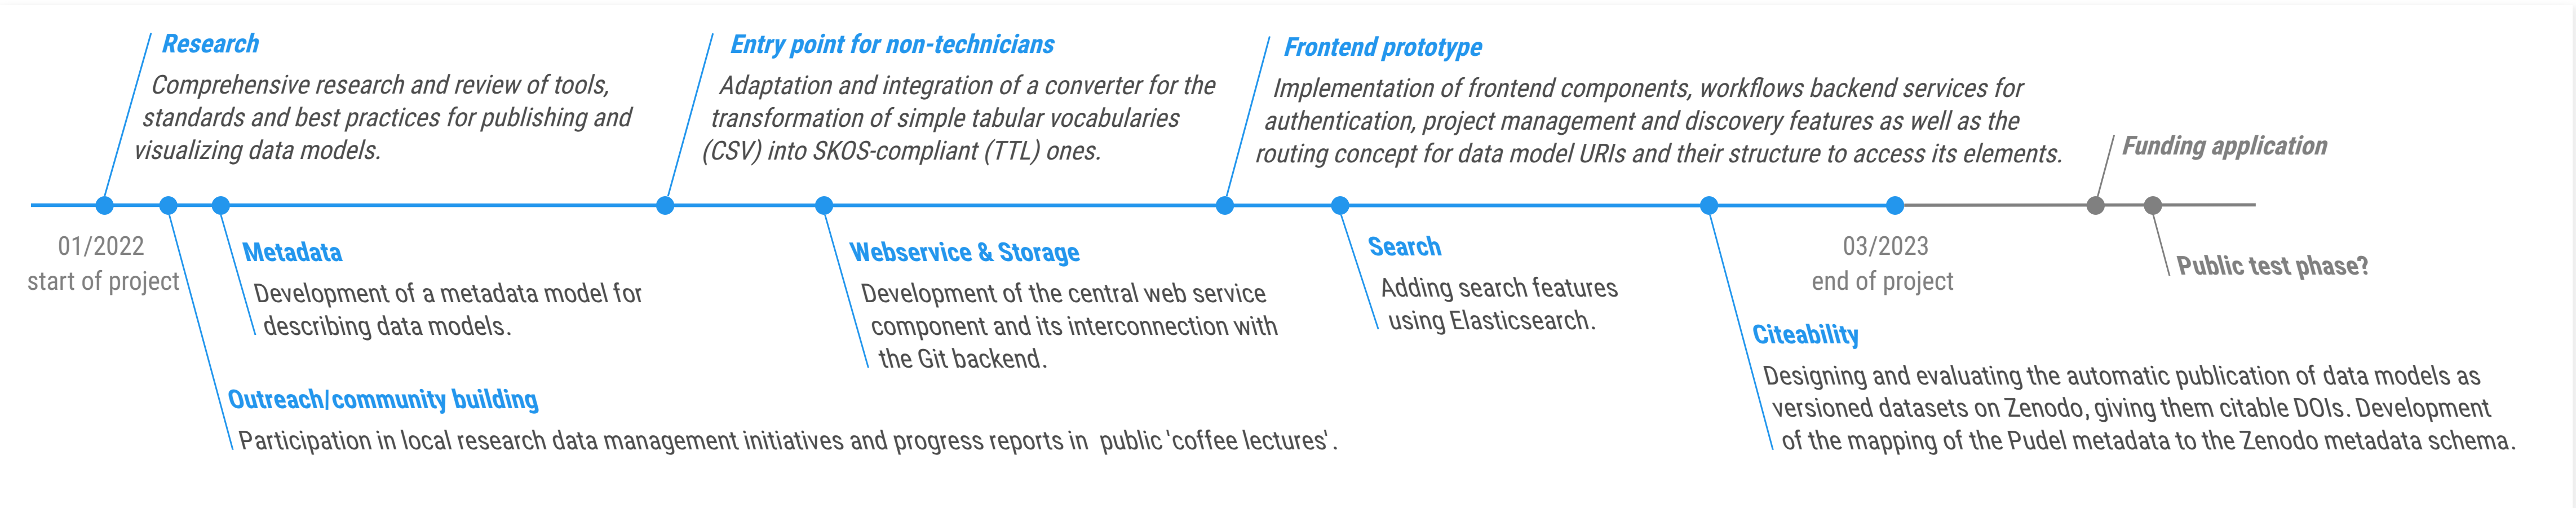 Research
Comprehensive research and review of tools,
standards and best practices for publishing and
visualizing data models.
Entry point for non-technicians
Adaptation and integration of a converter for the
transformation of simple tabular vocabularies
(CSV) into SKOS-compliant (TTL) ones.
Frontend prototype
Implementation of frontend components, workflows backend services for
authentication, project management and discovery features as well as the
routing concept for data model URIs and their structure to access its elements.
Funding application
01/2022
start of project
Metadata
Development of a metadata model for
describing data models.
Outreach/community building
Participation in local research data management initiatives and progress reports in  public 'coffee lectures'.
Webservice & Storage
Development of the central web service
component and its interconnection with
the Git backend.
Search
Adding search features
using Elasticsearch.
03/2023
end of project
Citeability
Designing and evaluating the automatic publication of data models as
versioned datasets on Zenodo, giving them citable DOIs. Development
of the mapping of the Pudel metadata to the Zenodo metadata schema.
Public test phase?